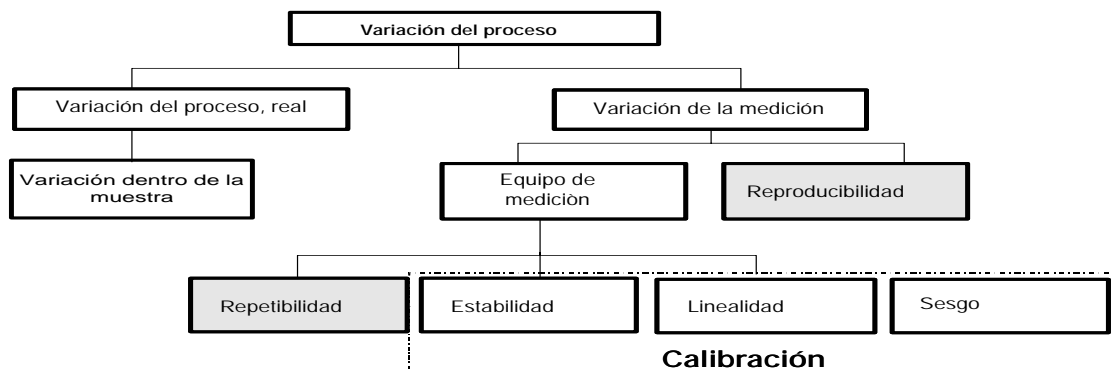 Variación del proceso
Variación del proceso, real
Variación de la medición
Variación dentro de la
muestra
Equipo de
mediciòn
Reproducibilidad
Repetibilidad
Estabilidad
Linealidad
Sesgo
Calibración